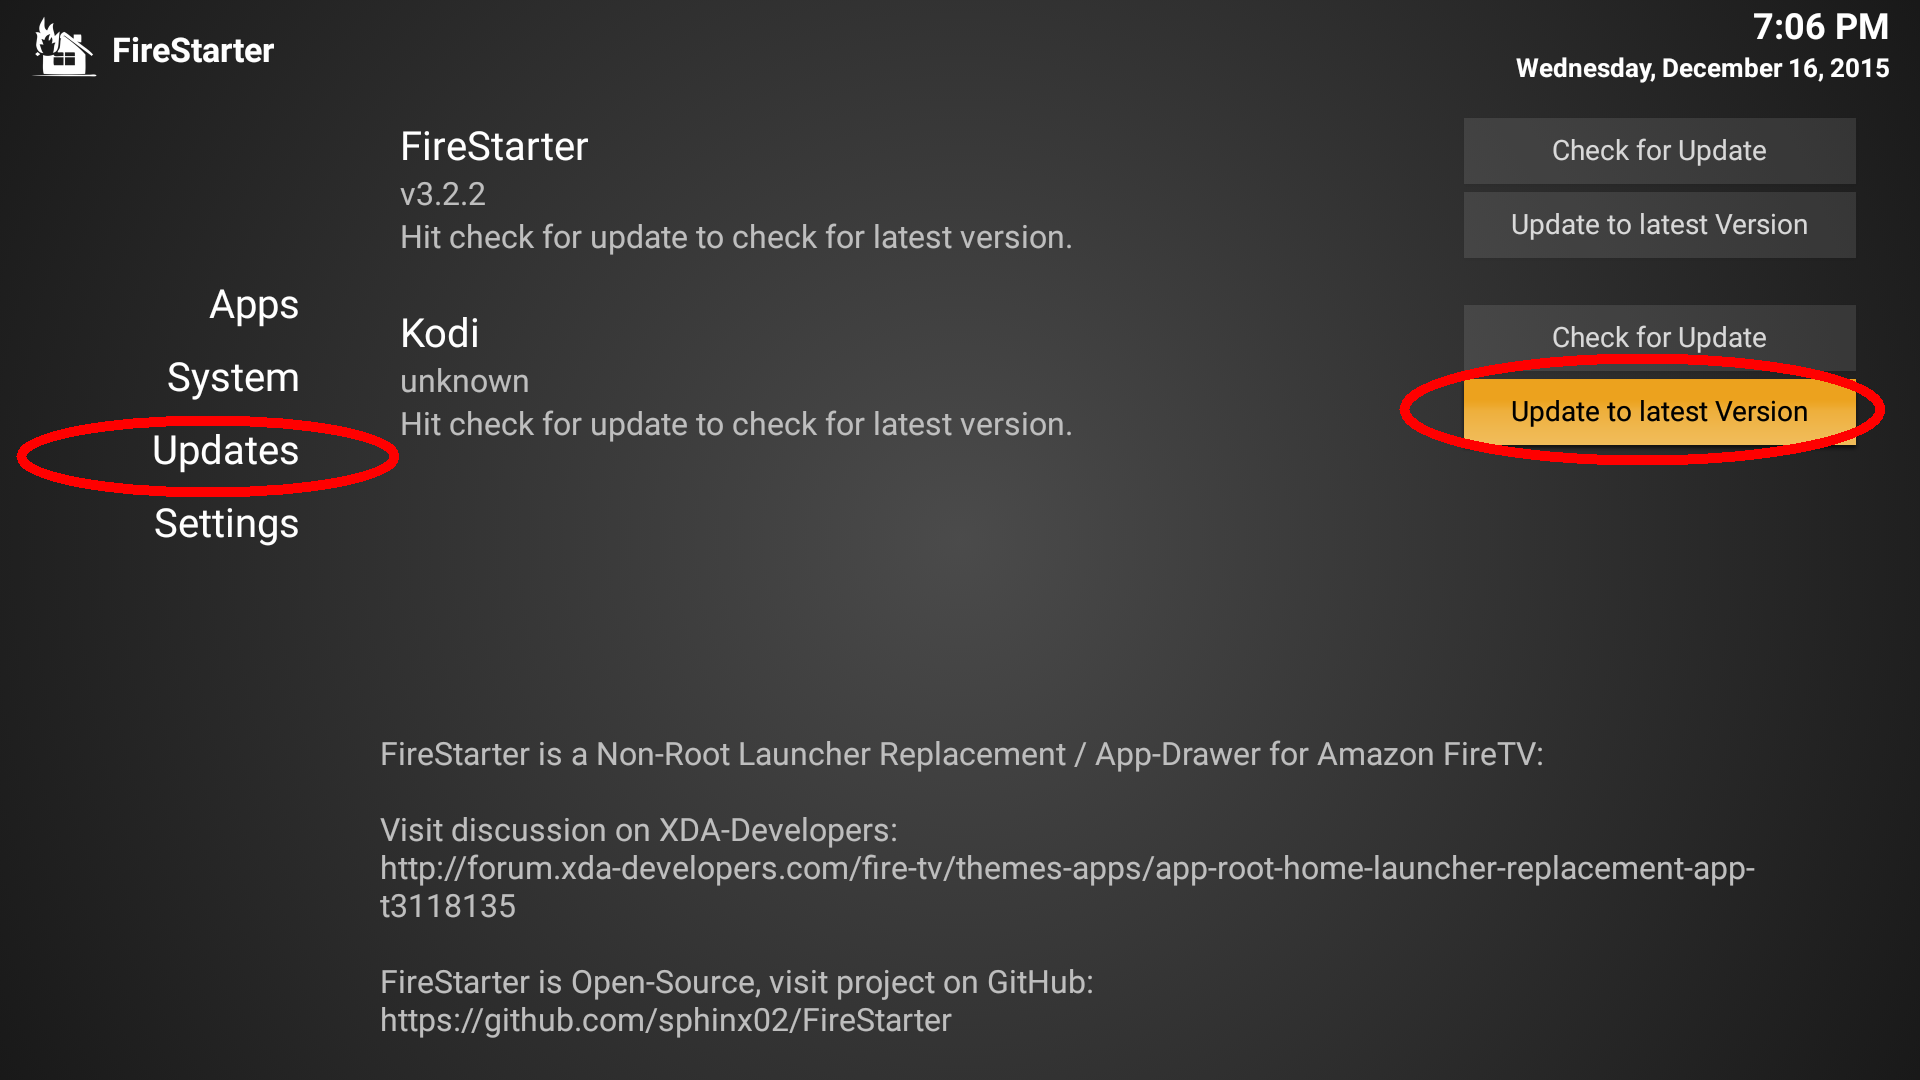 FireStarter
7:06 PM
Wednesday, December 16, 2015
Apps
System
Updates
Settings
FireStarter
v3.2.2
Hit check for update to check for latest version.
Check for Update
Update to latest Version
Kodi
unknown
Hit check for update to check for latest version.
Check for Update
Update to latest Version
FireStarter is a Non-Root Launcher Replacement / App-Drawer for Amazon FireTV:
Visit discussion on XDA-Developers:
http://forum.xda-developers.com/fire-tv/themes-apps/app-root-home-launcher-replacement-app-
t3118135
FireStarter is Open-Source, visit project on GitHub:
https://github.com/sphinx02/FireStarter